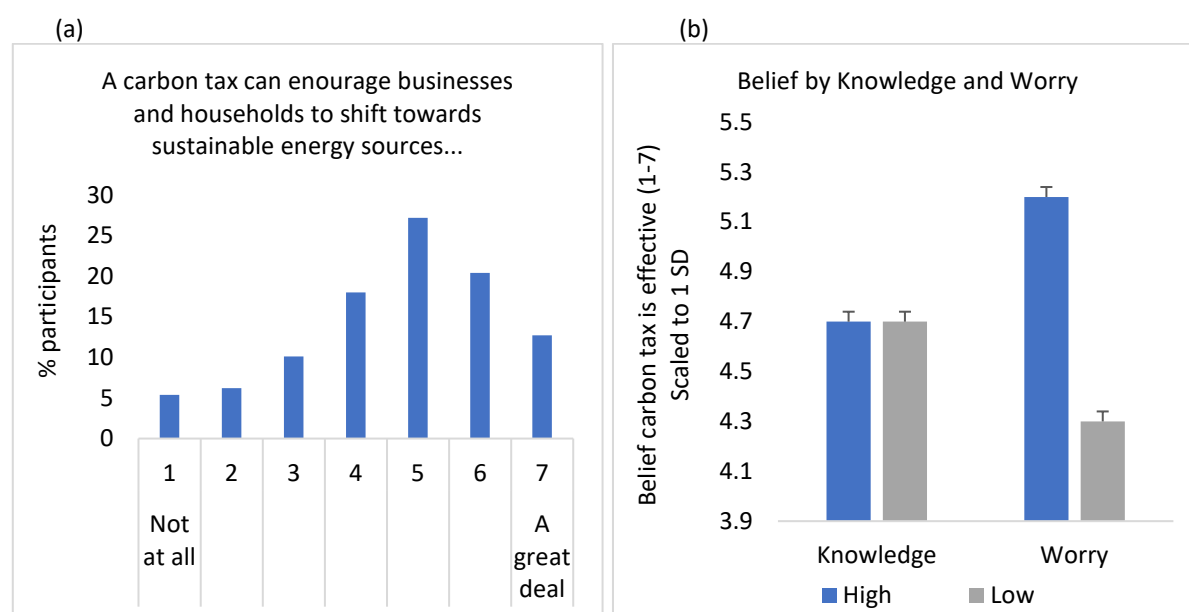 (a)
A carbon tax can enourage businesses
and households to shift towards
sustainable energy sources...
% participants
30
25
20
15
10
5
0
1 2 3 4 5 6 7
Not at all
A great deal
(b)
Belief by Knowledge and Worry
Belief carbon tax is effective (1-7)
Scaled to 1 SD
5.5
5.3
5.1
4.9
4.7
4.5
4.3
4.1
3.9
Knowledge Worry
High Low